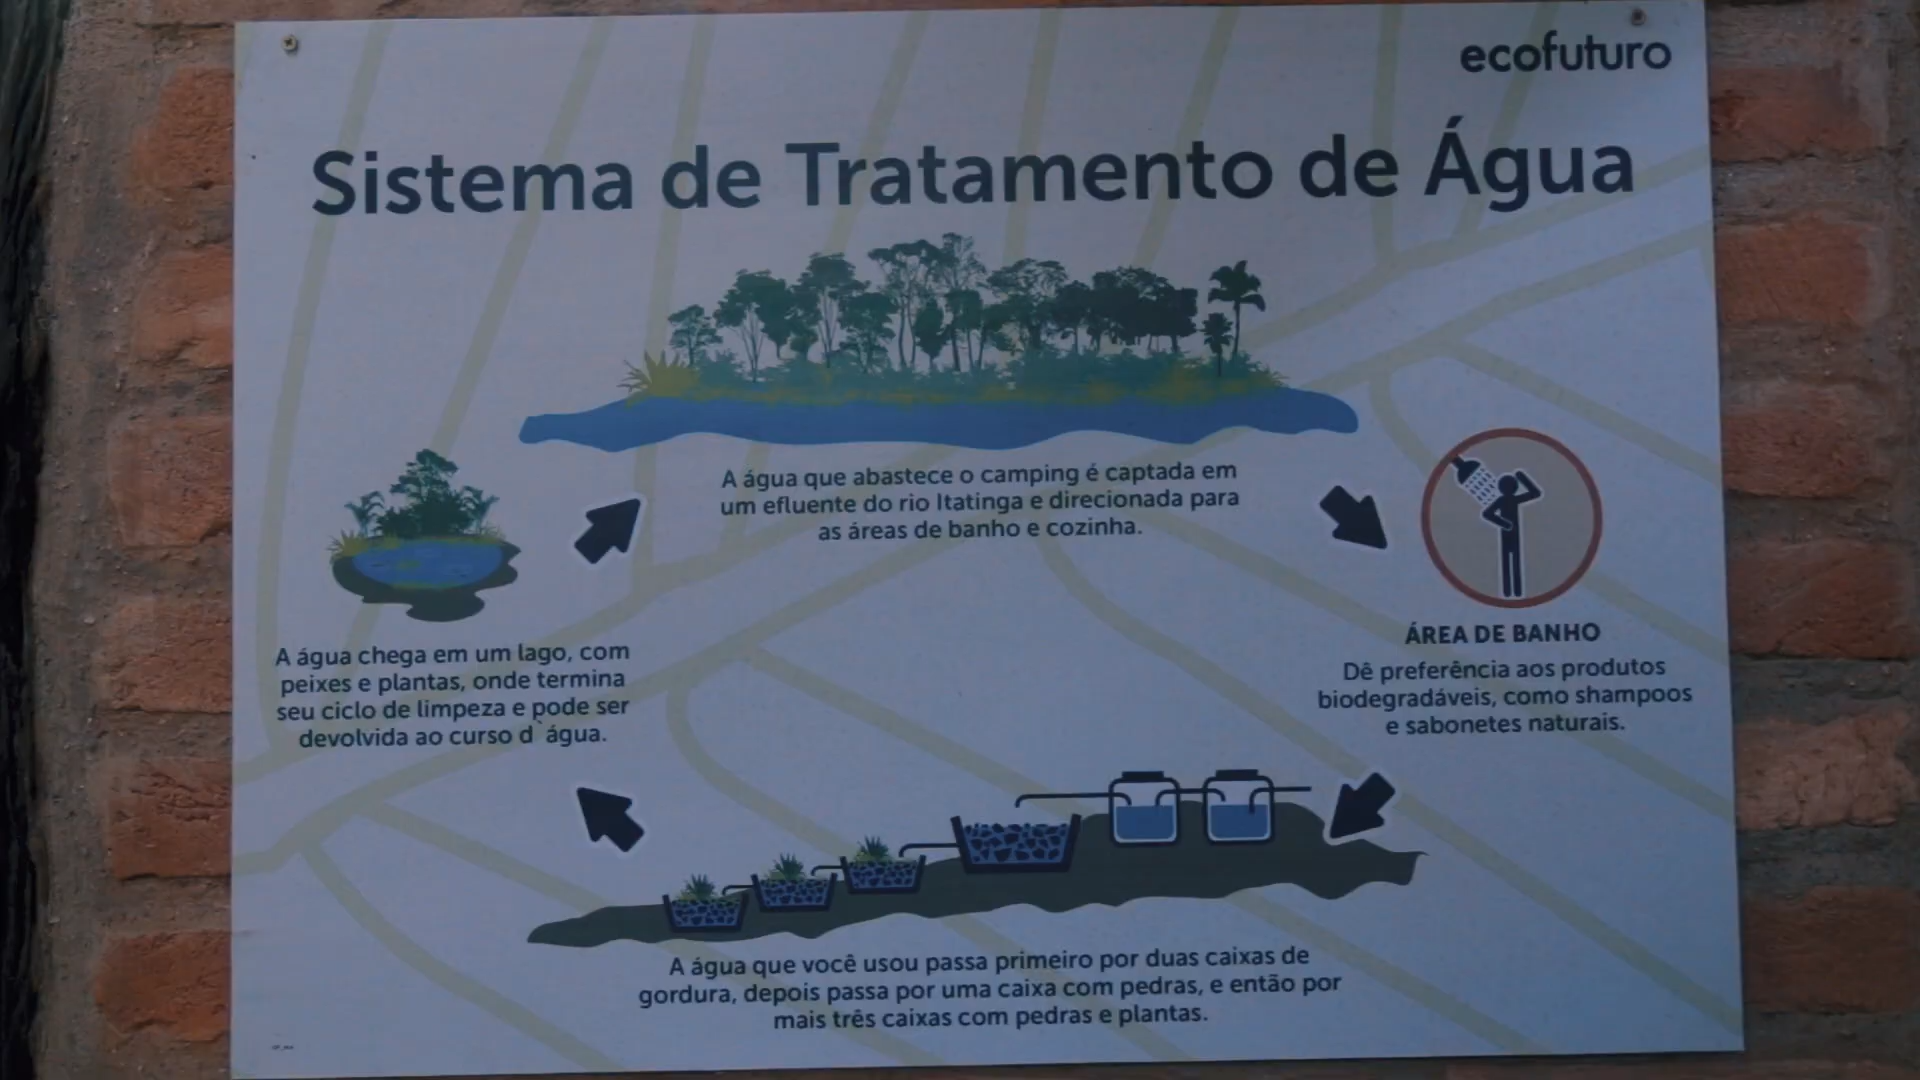 ecofuturo
Sistema de Tratamento de Água
A água que abastece o camping é captada em
um efluente do rio Itatinga e direcionada para
as áreas de banho e cozinha.
ÁREA DE BANHO
Dê preferência aos produtos
biodegradáveis, como shampoos
e sabonetes naturais.
A água que você usou passa primeiro por duas caixas de
gordura, depois passa por uma caixa com pedras, e então por
mais três caixas com pedras e plantas.
A água chega em um lago, com
peixes e plantas, onde termina
seu ciclo de limpeza e pode ser
devolvida ao curso d`água.